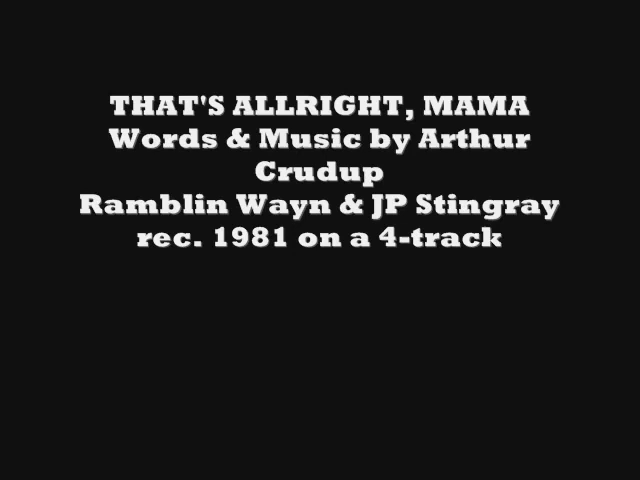 THAT'S ALLRIGHT, MAMA
Words & Music by Arthur
Crudup
Ramblin Wayn & JP Stingray
rec. 1981 on a 4-track